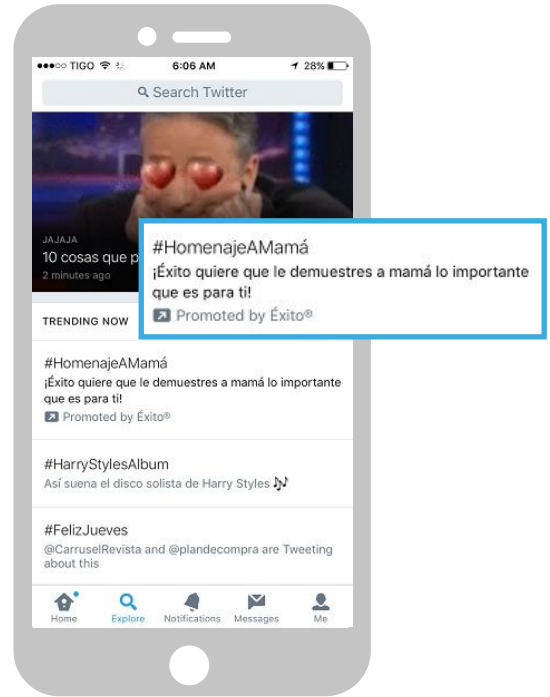 TIGO 6:06 AM 28%
Search Twitter
JAJAJA
10 cosas que p
2 minutes ago
#HomenajeAMamá
¡Éxito quiere que le demuestres a mamá lo importante
que es para ti!
Promoted by Éxito®
TRENDING NOW
#HomenajeAMamá
¡Éxito quiere que le demuestres a mamá lo importante
que es para ti!
Promoted by Éxito®
#HarryStylesAlbum
Así suena el disco solista de Harry Styles 🎶
#FelizJueves
@CarruselRevista and @plandecompra are Tweeting
about this
Home Explore Notifications Messages Me